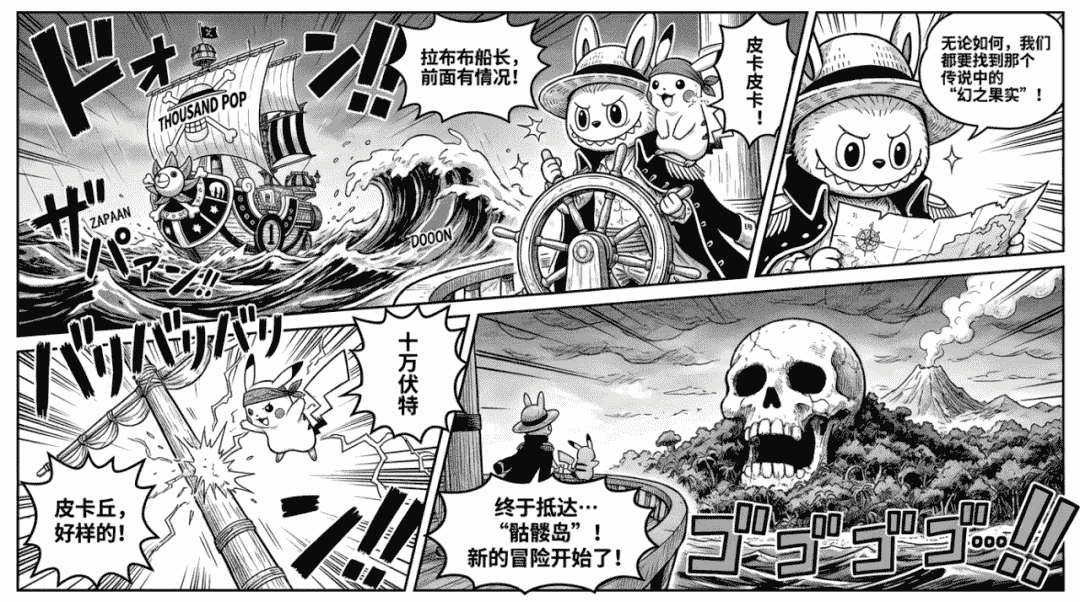 ドォーン!!
THOUSAND POP
拉布布船长,
前面有情况!
皮卡皮卡!
无论如何，我们
都要找到那个
传说中的
“幻之果实”！
ザパァーン!!
ZAPAAN
DOOON
1
バリバリバリ
十万伏特
皮卡丘，
好样的!
ーー!!
终于抵达…
“骷髅岛”！
新的冒险开始了!
ゴゴゴゴ…!!